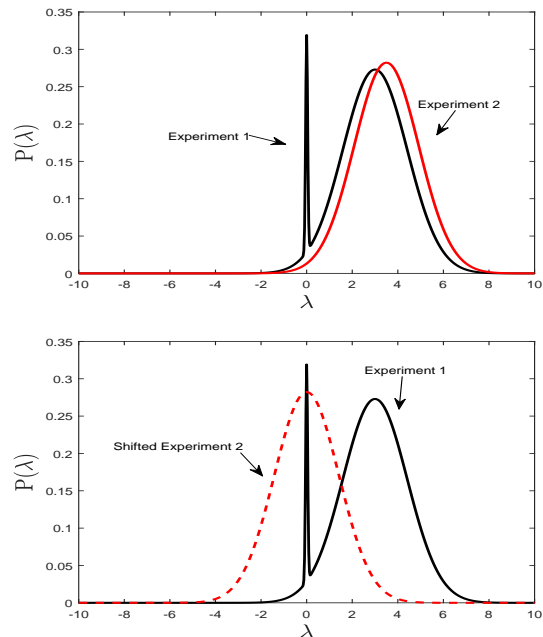 0.35
0.3
Experiment 2
0.25
0.2
Experiment 1
P(λ)
0.15
0.1
0.05
0
-10 -8 -6 -4 -2 0 2 4 6 8 10
λ
0.35
Experiment 1
0.3
0.25
0.2
Shifted Experiment 2
P(λ)
0.15
0.1
0.05
0
-10 -8 -6 -4 -2 0 2 4 6 8 10
λ